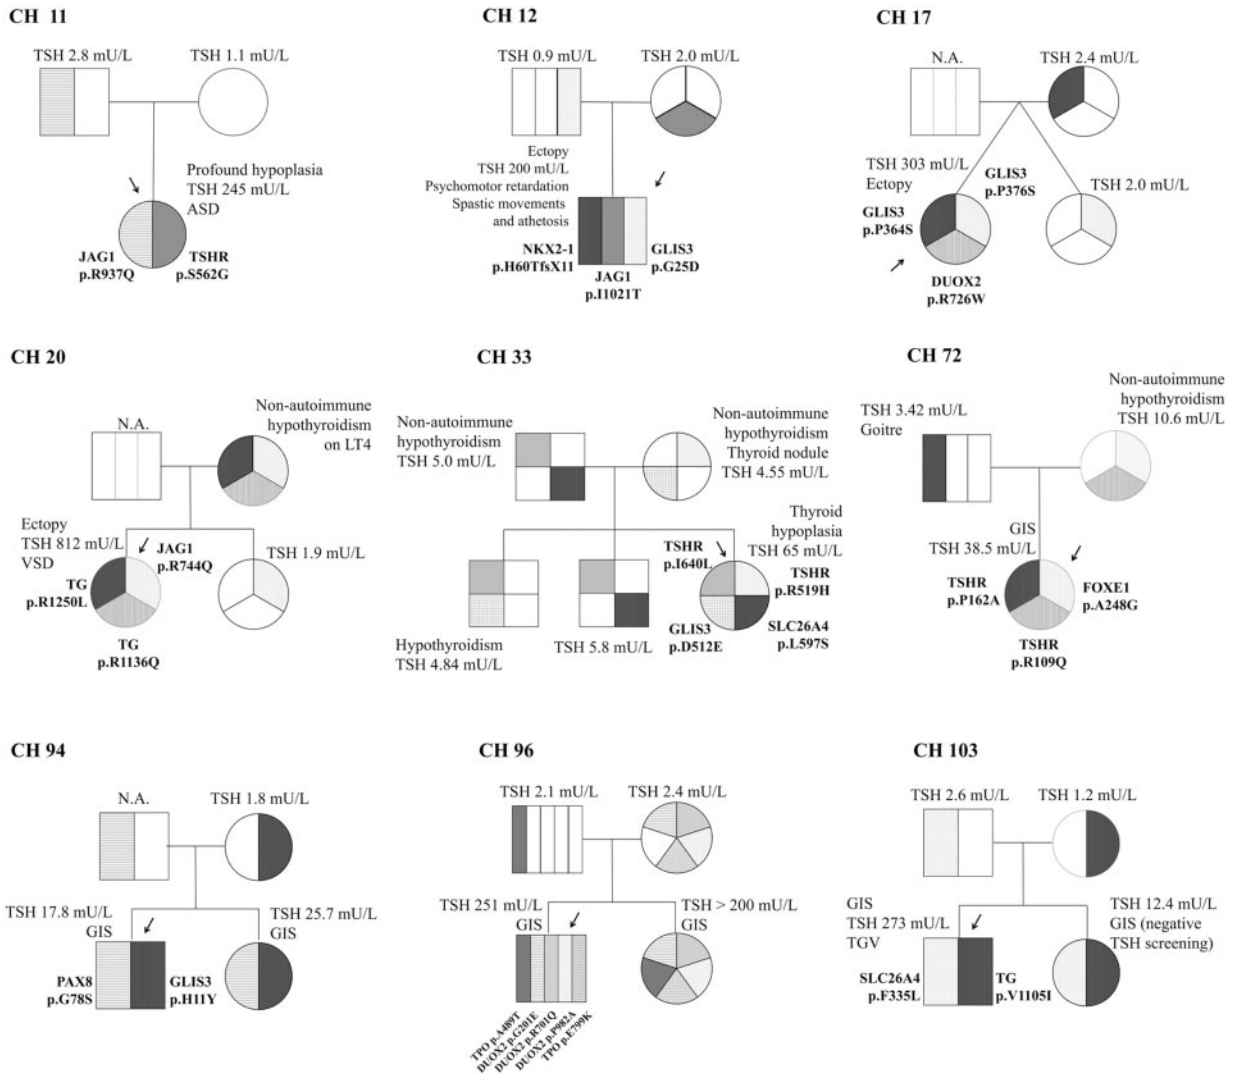 CH 11
TSH 2.8 mU/L
TSH 1.1 mU/L
Profound hypoplasia
TSH 245 mU/L
ASD
JAG1
p.R937Q
TSHR
p.S562G
CH 12
TSH 0.9 mU/L
TSH 2.0 mU/L
Ectopy
TSH 200 mU/L
Psychomotor retardation
Spastic movements
and athetosis
NKX2-1
p.H60TfsX11
JAG1
p.I1021T
GLIS3
p.G25D
CH 17
N.A.
TSH 2.4 mU/L
TSH 303 mU/L
Ectopy
GLIS3
p.P376S
TSH 2.0 mU/L
GLIS3
p.P364S
DUOX2
p.R726W
CH 20
N.A.
Non-autoimmune
hypothyroidism
on LT4
Ectopy
TSH 812 mU/L
VSD
JAG1
p.R744Q
TSH 1.9 mU/L
TG
p.R1250L
TG
p.R1136Q
CH 33
Non-autoimmune
hypothyroidism
TSH 5.0 mU/L
Non-autoimmune
hypothyroidism
Thyroid nodule
TSH 4.55 mU/L
Thyroid
hypoplasia
TSH 65 mU/L
TSHR
p.I640L
TSHR
p.R519H
GLIS3
p.D512E
SLC26A4
p.L597S
Hypothyroidism
TSH 4.84 mU/L
TSH 5.8 mU/L
CH 72
TSH 3.42 mU/L
Goitre
Non-autoimmune
hypothyroidism
TSH 10.6 mU/L
GIS
TSH 38.5 mU/L
TSHR
p.P162A
FOXE1
p.A248G
TSHR
p.R109Q
CH 94
N.A.
TSH 1.8 mU/L
TSH 17.8 mU/L
GIS
TSH 25.7 mU/L
GIS
PAX8
p.G78S
GLIS3
p.H11Y
CH 96
TSH 2.1 mU/L
TSH 2.4 mU/L
TSH 251 mU/L
GIS
TSH > 200 mU/L
GIS
TPO p.A489T
DUOX2 p.G201E
DUOX2 p.R701Q
DUOX2 p.P982A
TPO p.E799K
CH 103
TSH 2.6 mU/L
TSH 1.2 mU/L
GIS
TSH 273 mU/L
TGV
TSH 12.4 mU/L
GIS (negative
TSH screening)
SLC26A4
p.F335L
TG
p.V1105I